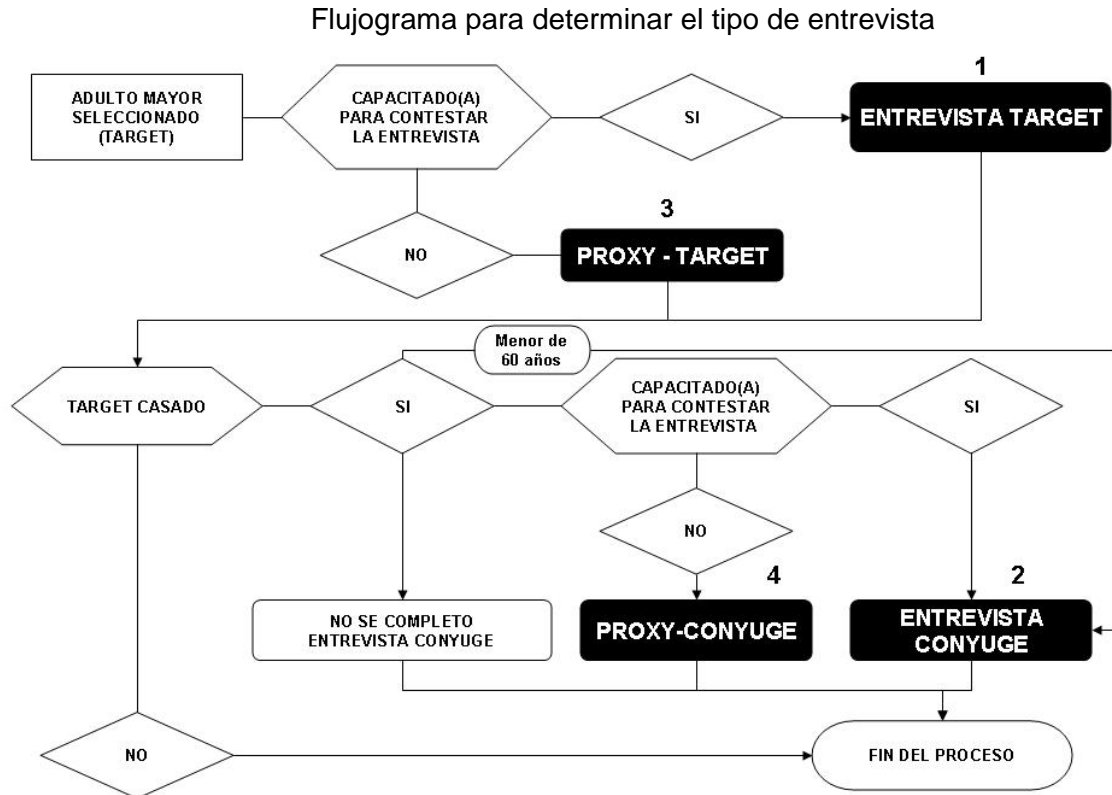 Flujograma para determinar el tipo de entrevista
1
ADULTO MAYOR
SELECCIONADO
(TARGET)
CAPACITADO(A)
PARA CONTESTAR
LA ENTREVISTA
SI
ENTREVISTA TARGET
3
NO
PROXY - TARGET
Menor de
60 años
TARGET CASADO
SI
CAPACITADO(A)
PARA CONTESTAR
LA ENTREVISTA
SI
NO
4
2
NO SE COMPLETO
ENTREVISTA CONYUGE
PROXY-CONYUGE
ENTREVISTA
CONYUGE
NO
FIN DEL PROCESO